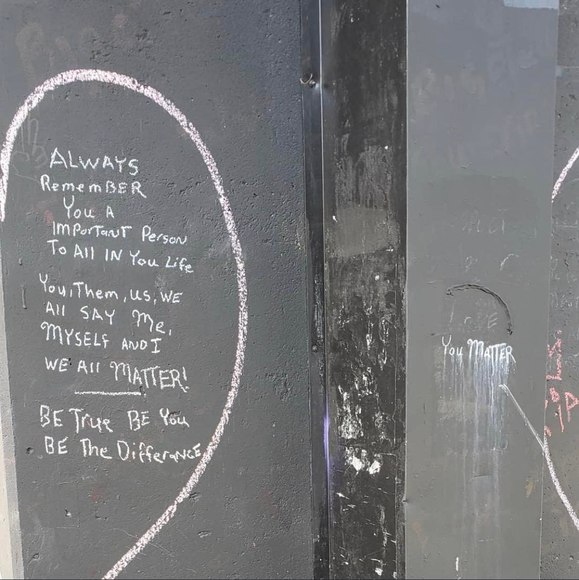 ALWAYS
RemeMBER
You A
Important Person
To All IN You Life
You, Them, us, WE
All SAY Me,
MYSELF AND I
WE All MATTER!
BE True BE You
BE The DifferaNCE
LoBE
You MATTER